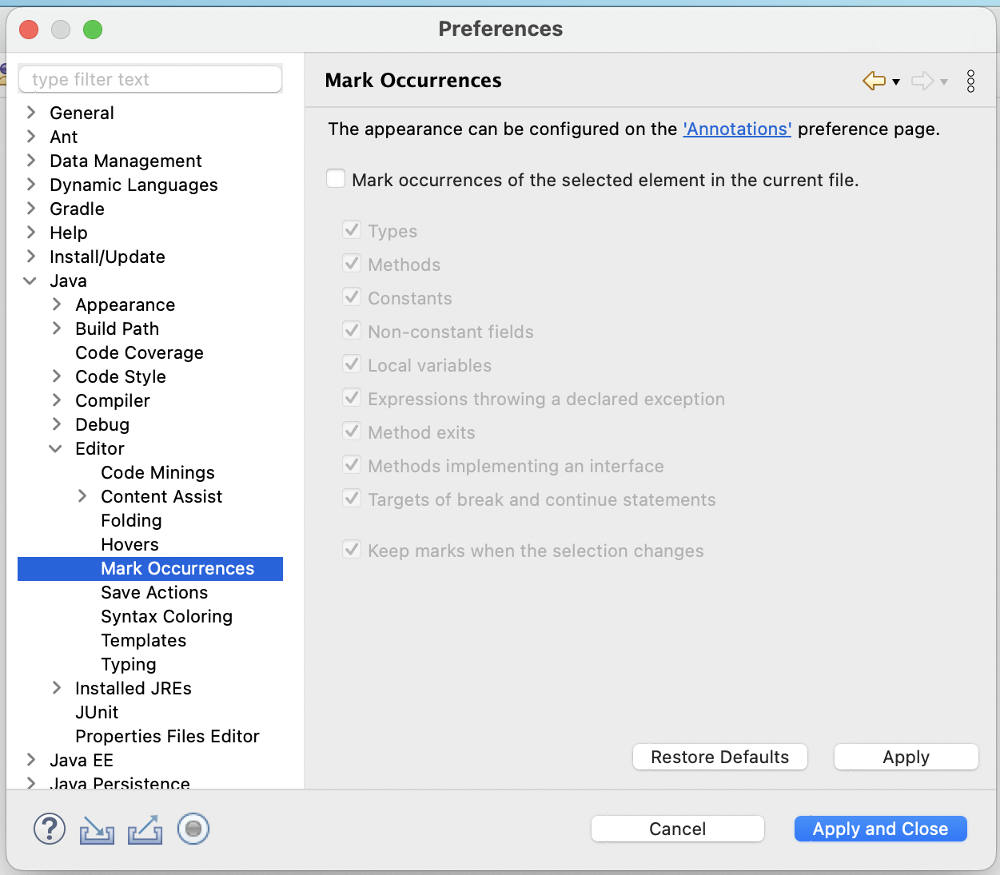 Preferences
type filter text
General
Ant
Data Management
Dynamic Languages
Gradle
Help
Install/Update
Java
Appearance
Build Path
Code Coverage
Code Style
Compiler
Debug
Editor
Code Minings
Content Assist
Folding
Hovers
Mark Occurrences
Save Actions
Syntax Coloring
Templates
Typing
Installed JREs
JUnit
Properties Files Editor
Java EE
Java Persistence
Mark Occurrences
The appearance can be configured on the 'Annotations' preference page.
Mark occurrences of the selected element in the current file.
Types
Methods
Constants
Non-constant fields
Local variables
Expressions throwing a declared exception
Method exits
Methods implementing an interface
Targets of break and continue statements
Keep marks when the selection changes
Restore Defaults
Apply
?
Cancel
Apply and Close